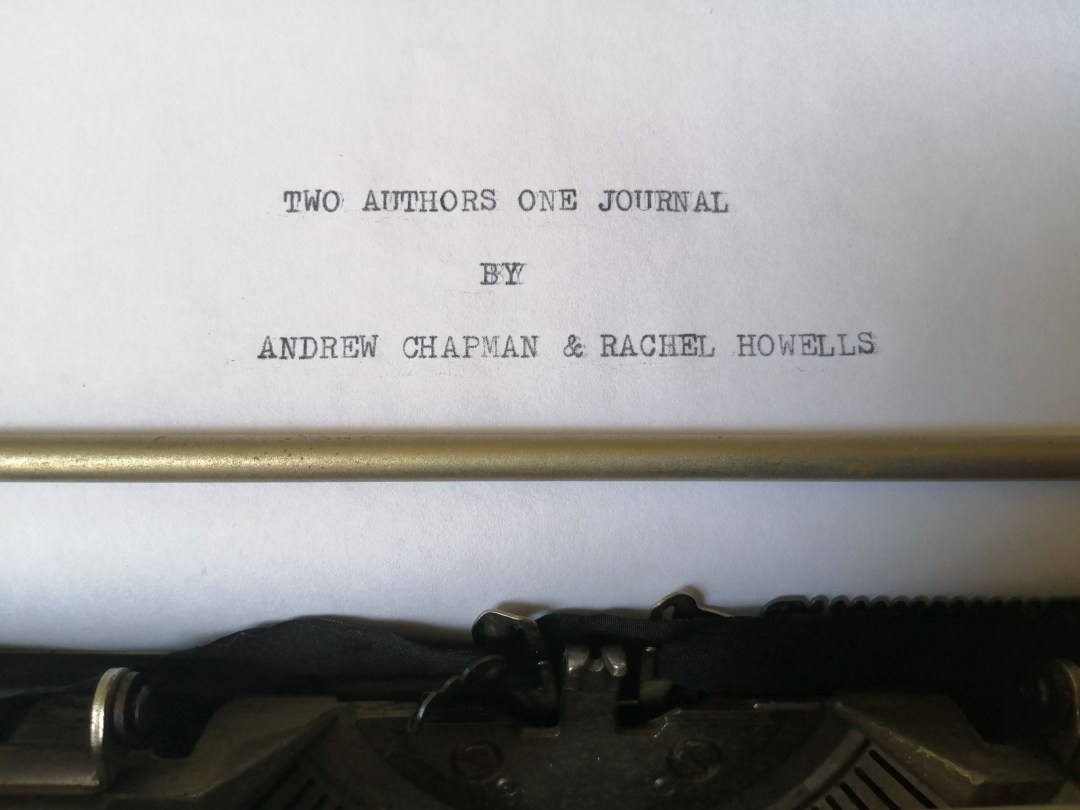 TWO AUTHORS ONE JOURNAL
BY
ANDREW CHAPMAN & RACHEL HOWELLS